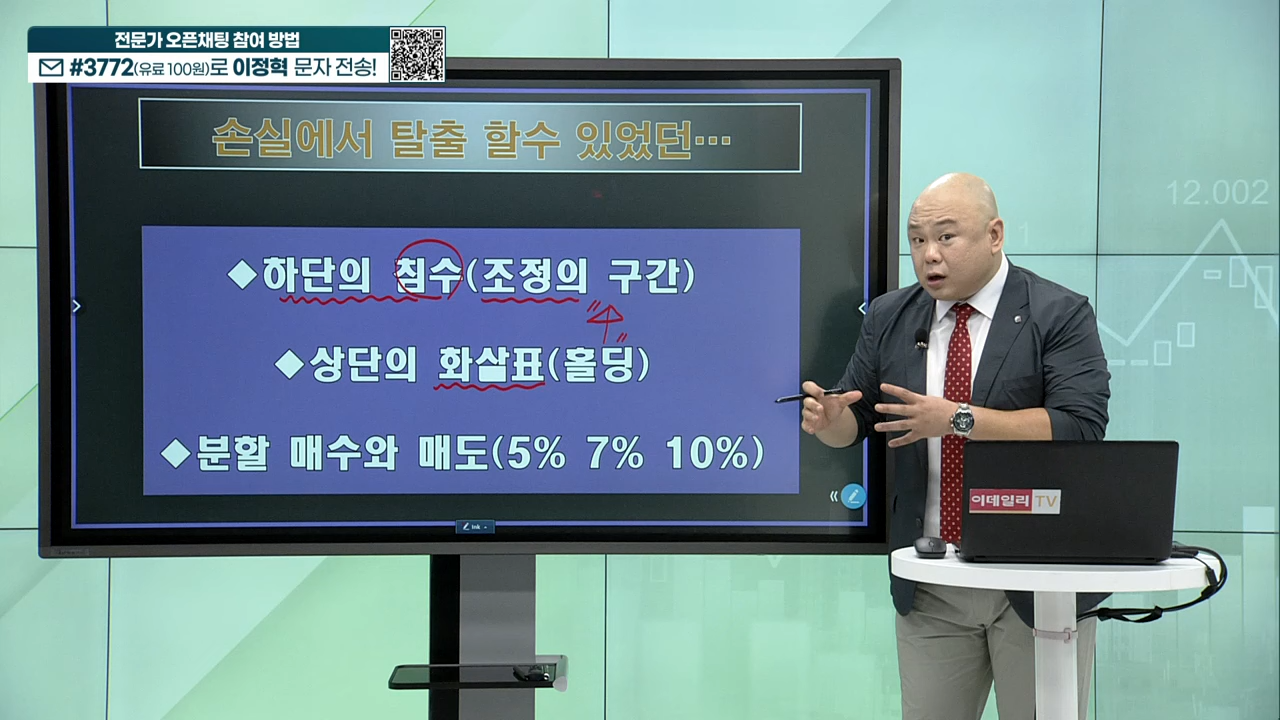 전문가 오픈채팅 참여 방법
#3772(유료 100원)로 이정혁 문자 전송!
손실에서 탈출 할수 있었던…
◆하단의 침수(조정의 구간)
◆상단의 화살표(홀딩)
◆분할 매수와 매도(5% 7% 10%)
Ink
12.002
이데일리 TV